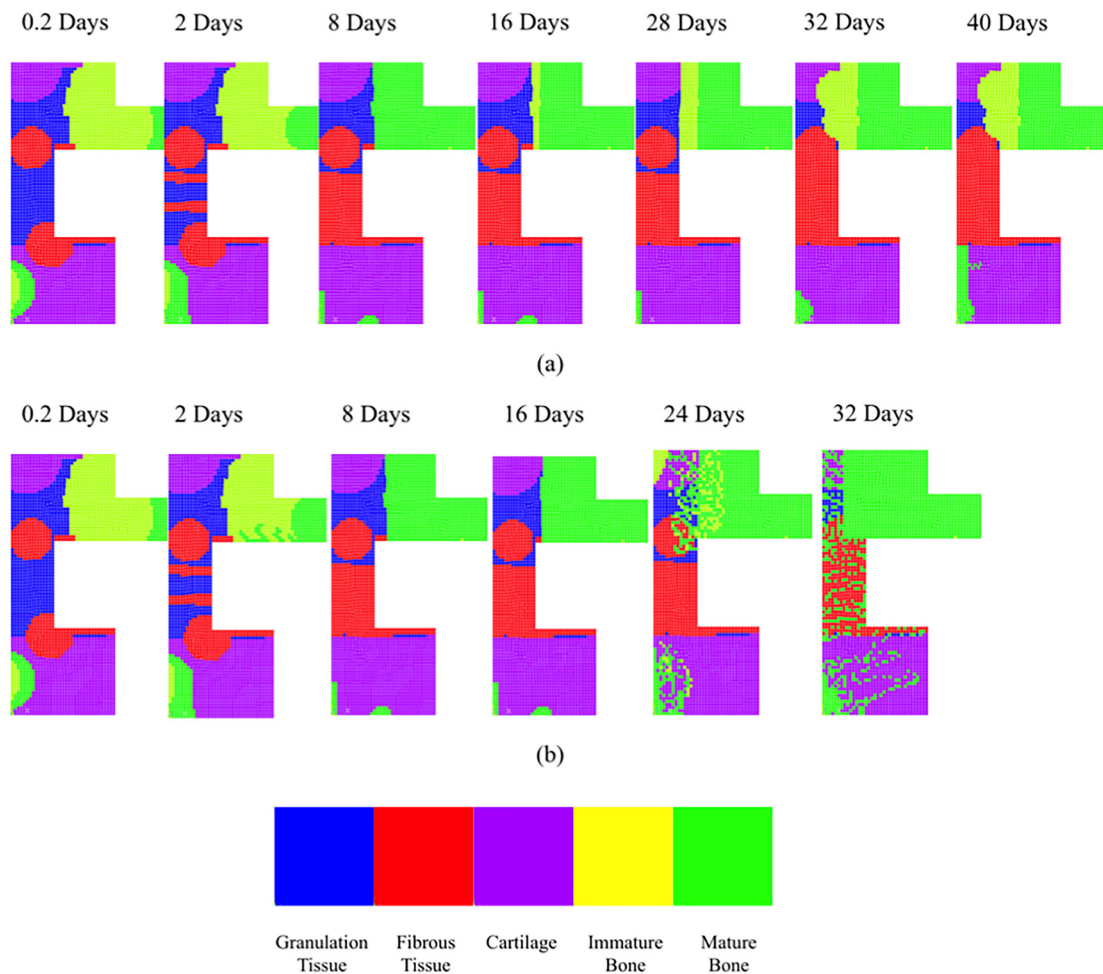 0.2 Days 2 Days 8 Days 16 Days 28 Days 32 Days 40 Days
(a)
0.2 Days 2 Days 8 Days 16 Days 24 Days 32 Days
(b)
Granulation Fibrous Cartilage Immature Mature
Tissue Tissue Bone Bone